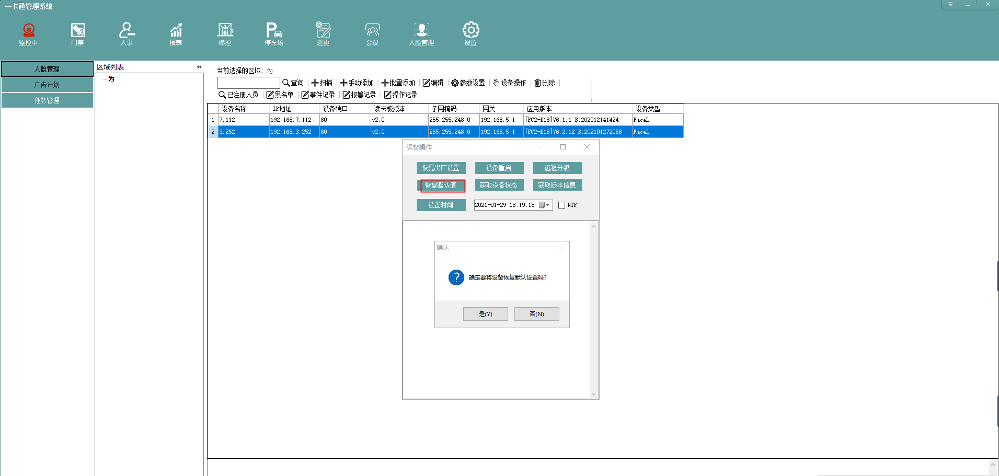 一卡通管理系统
监控中 门禁 人事 报表 梯控 停车场 巡更 会议 人脸管理 设置
人脸管理
广告计划
任务管理
区域列表 «
为
当前选择的区域: 为
查询 扫描 手动添加 批量添加 编辑 参数设置 设备操作 删除
已注册人员 黑名单 事件记录 报警记录 操作记录
设备名称 IP地址 设备端口 读卡板版本 子网掩码 网关 应用版本 设备类型
1 7.112 192.168.7.112 80 v2.0 255.255.248.0 192.168.5.1 [FC2-D18]V6.1.1 B:202012141424 FaceL
2 3.252 192.168.3.252 80 v2.0 255.255.248.0 192.168.5.1 [FC2-D18]V6.2.12 B:202101272056 FaceL
设备操作
恢复出厂设置 设备重启 远程升级
恢复默认值 获取设备状态 获取版本信息
设置时间 2021-01-29 18:19:18 NTP
确认
确定要将设备恢复默认设置吗?
是(Y) 否(N)